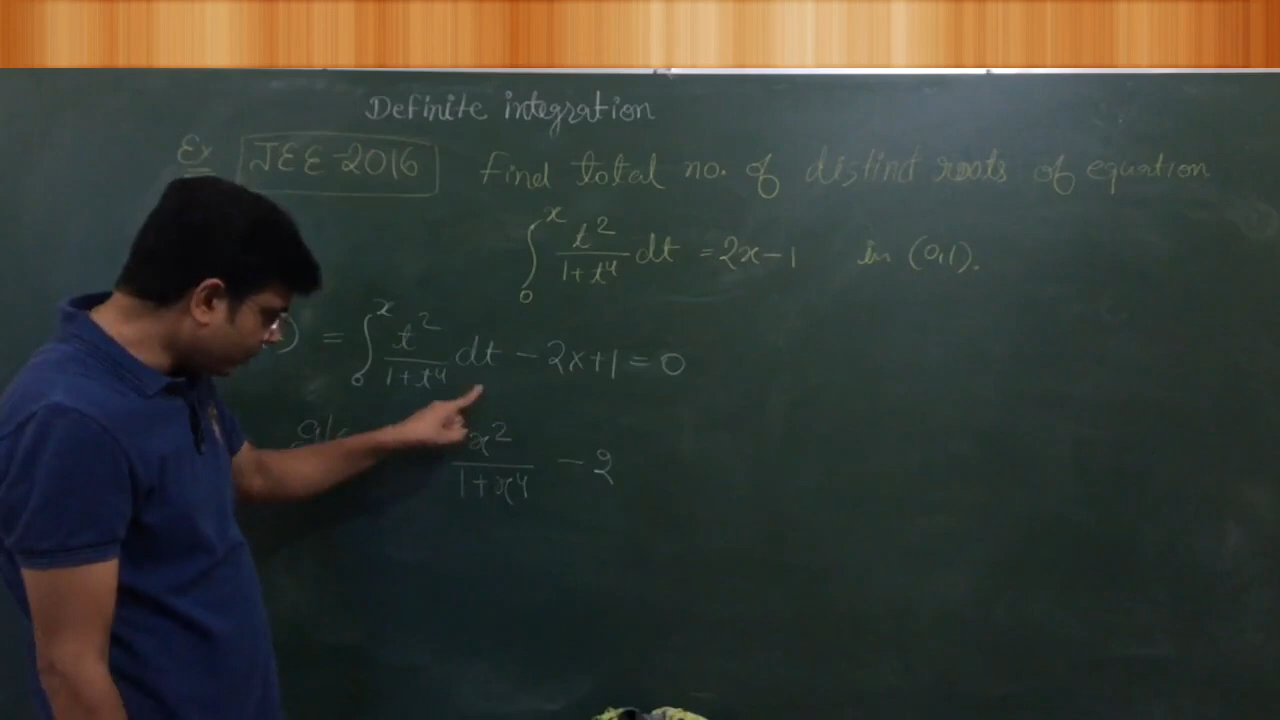 Definite integration
Ex JEE-2016 Find total no. of distind roots of equation
∫₀ˣ t²/(1+t⁴) dt = 2x-1 in (0,1).
) = ∫₀ˣ t²/(1+t⁴) dt - 2x+1 = 0
x²/(1+x⁴) - 2